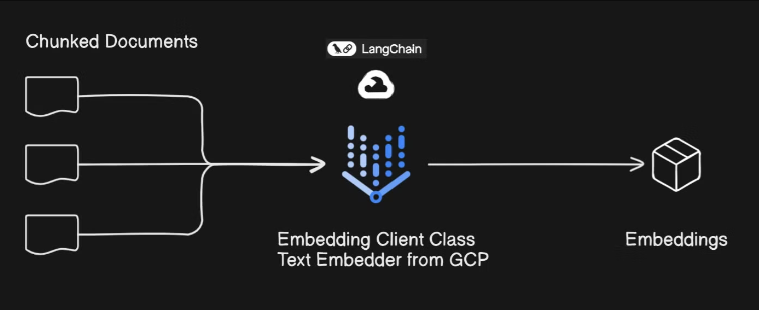 Chunked Documents
LangChain
Embedding Client Class
Text Embedder from GCP
Embeddings